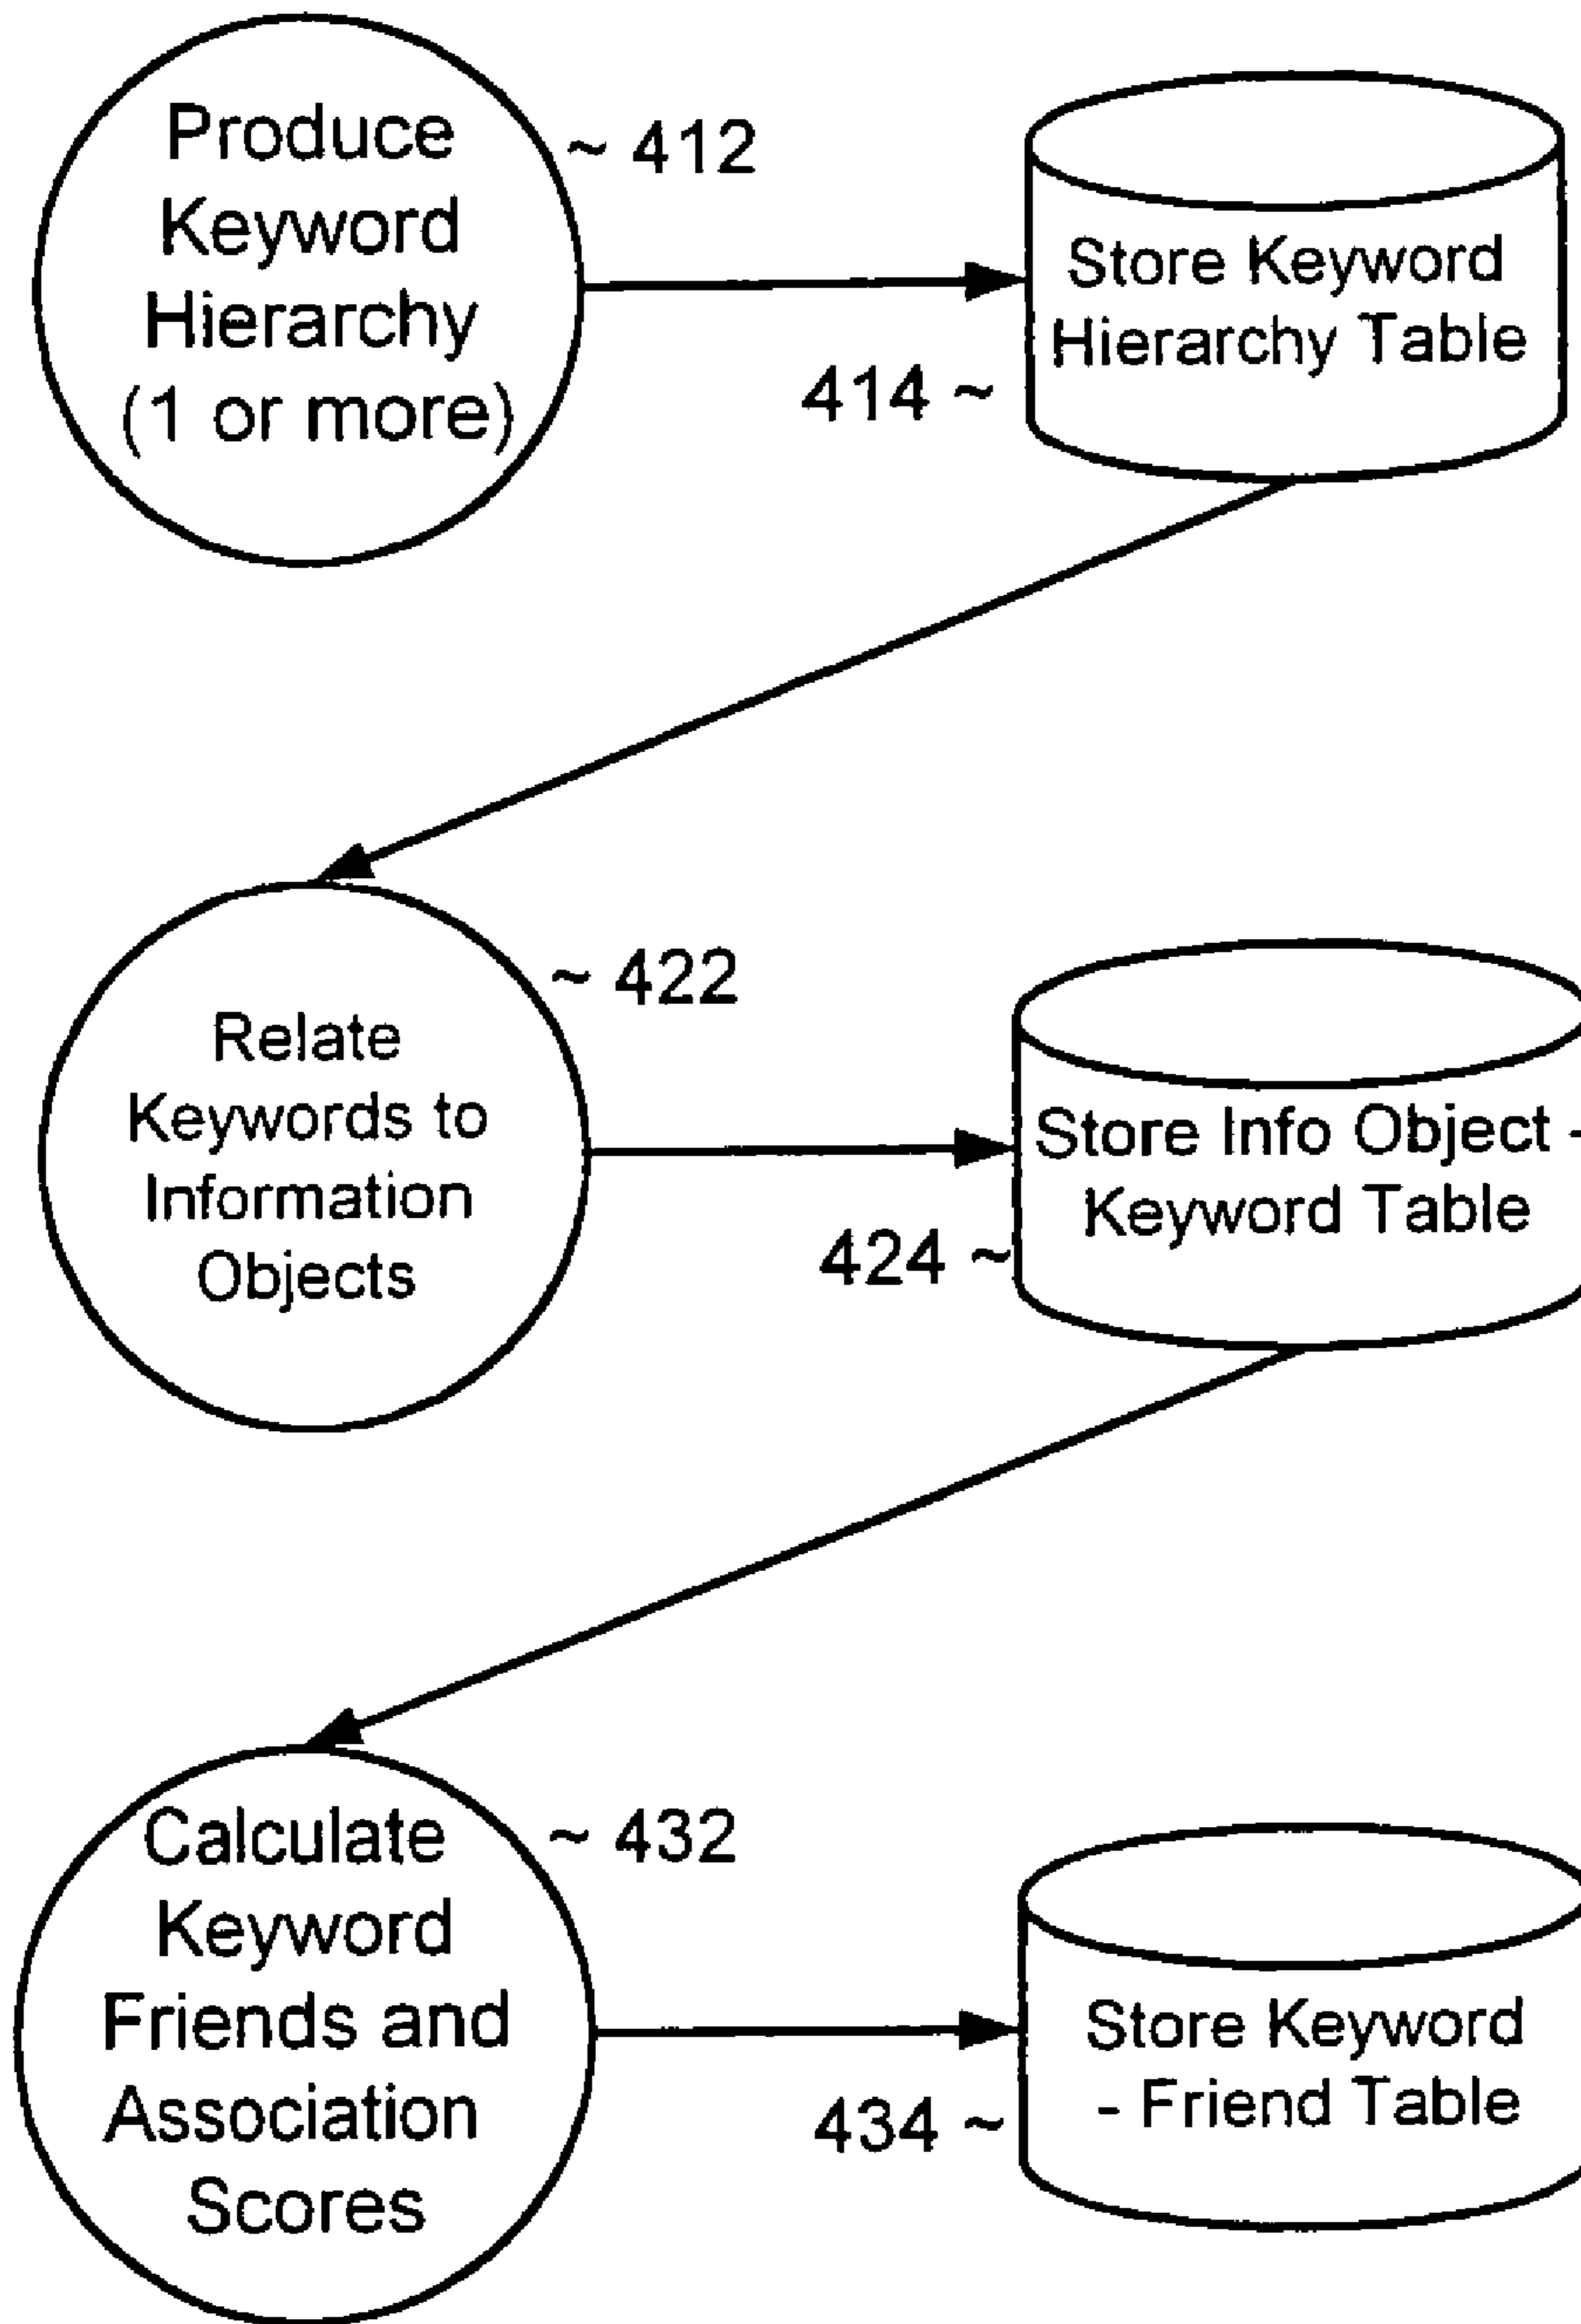 Produce
Keyword
Hierarchy
(1 or more)
~ 412
Store Keyword
Hierarchy Table
414 ~
Relate
Keywords to
Information
Objects
~ 422
Store Info Object -
Keyword Table
424 ~
Calculate
Keyword
Friends and
Association
Scores
~ 432
Store Keyword
- Friend Table
434 ~